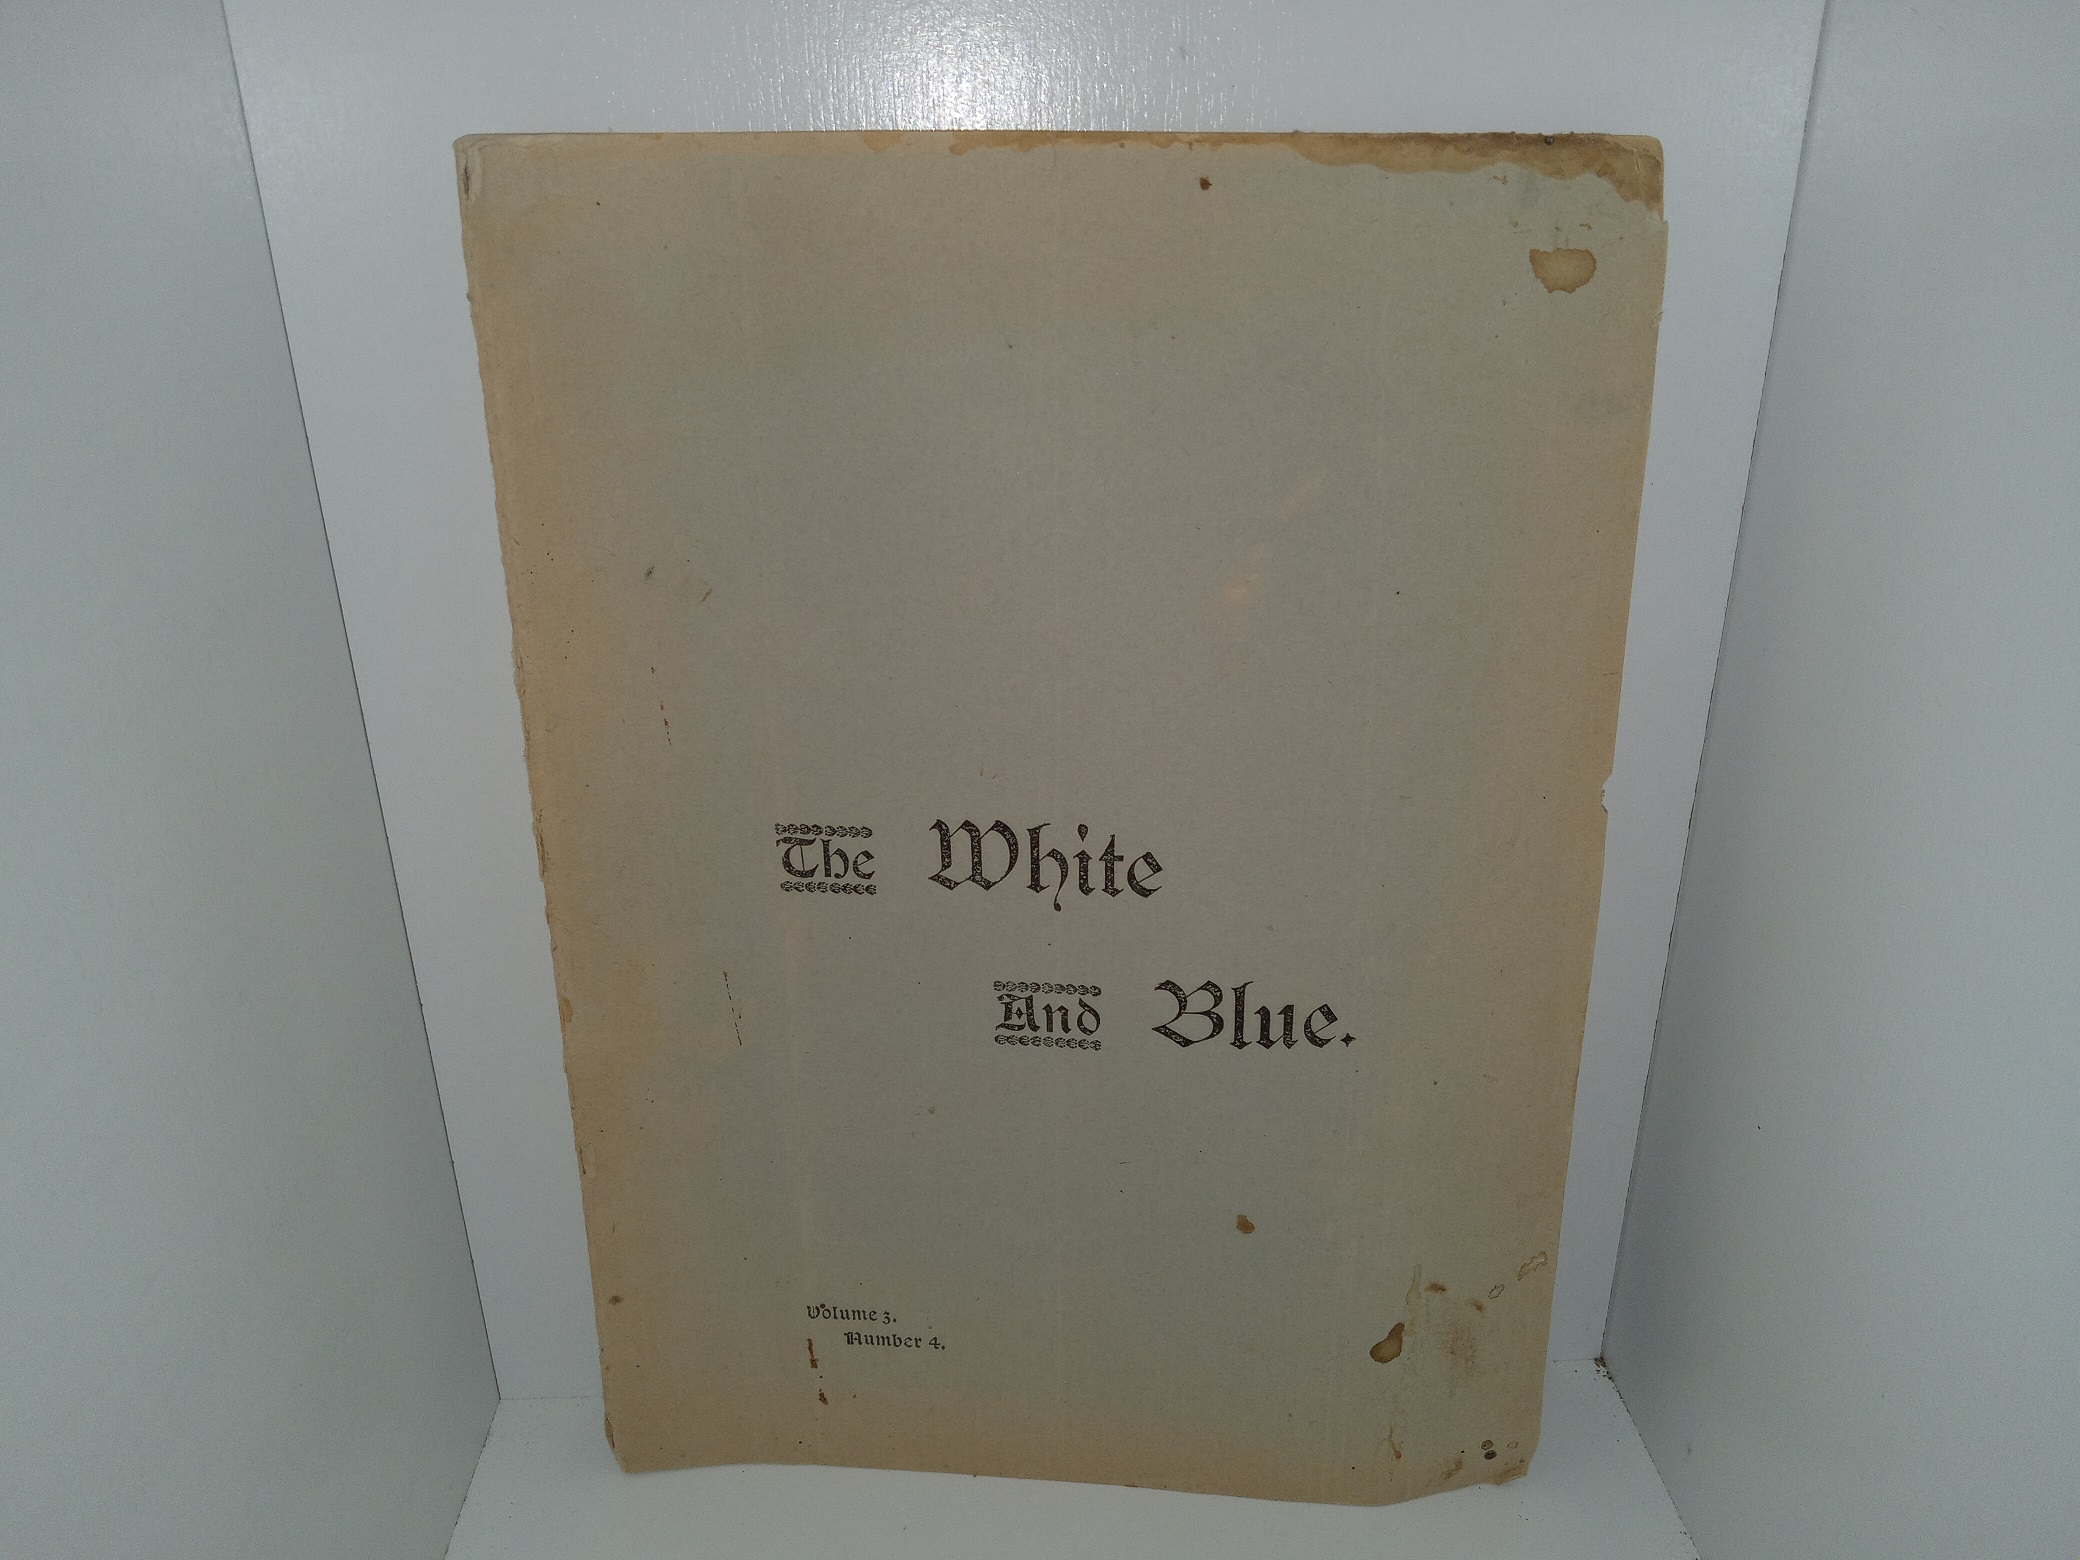 The White
And Blue.
Volume 3.
Number 4.